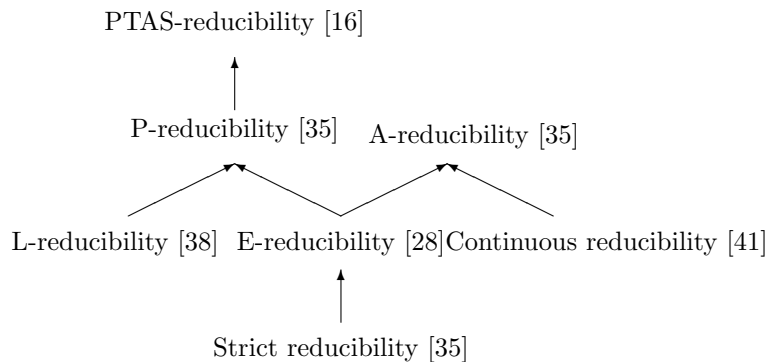 PTAS-reducibility [16]
P-reducibility [35]
A-reducibility [35]
L-reducibility [38]
E-reducibility [28]
Continuous reducibility [41]
Strict reducibility [35]